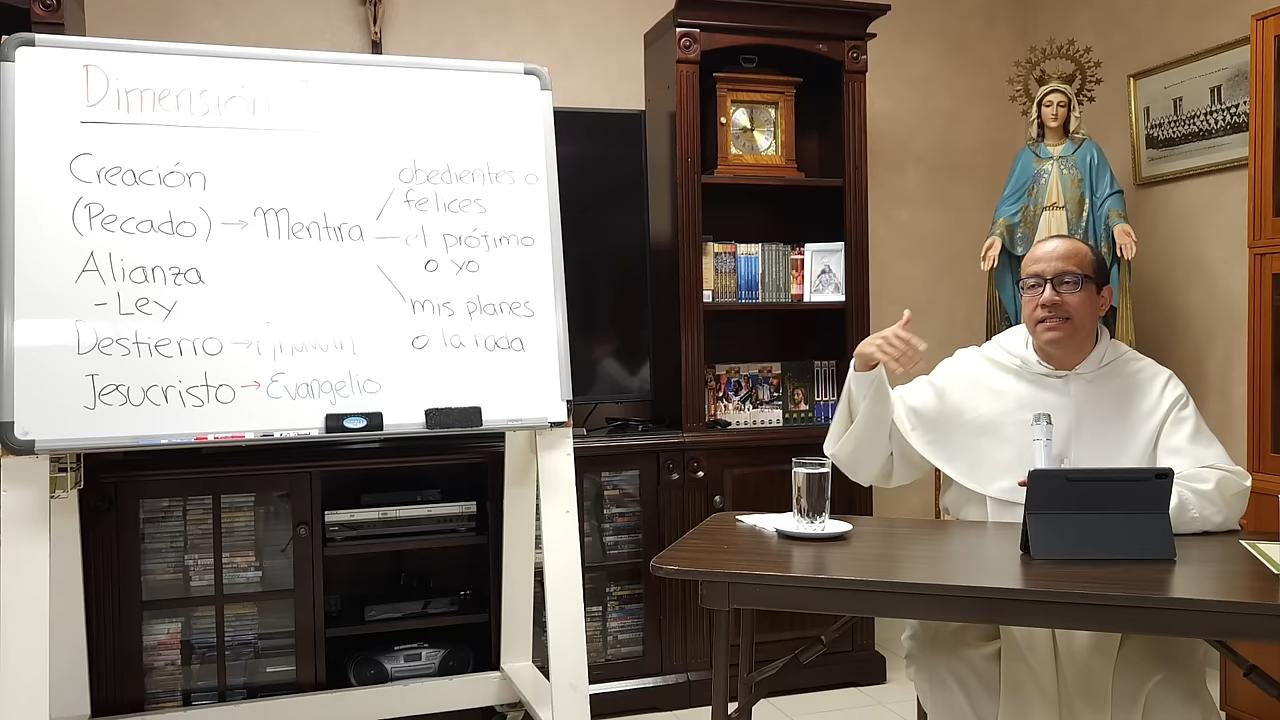 Dimensión
Creación
(Pecado) → Mentira
obedientes o
felices
el prójimo
o yo
mis planes
o la nada
Alianza
- Ley
Destierro →
Jesucristo → Evangelio